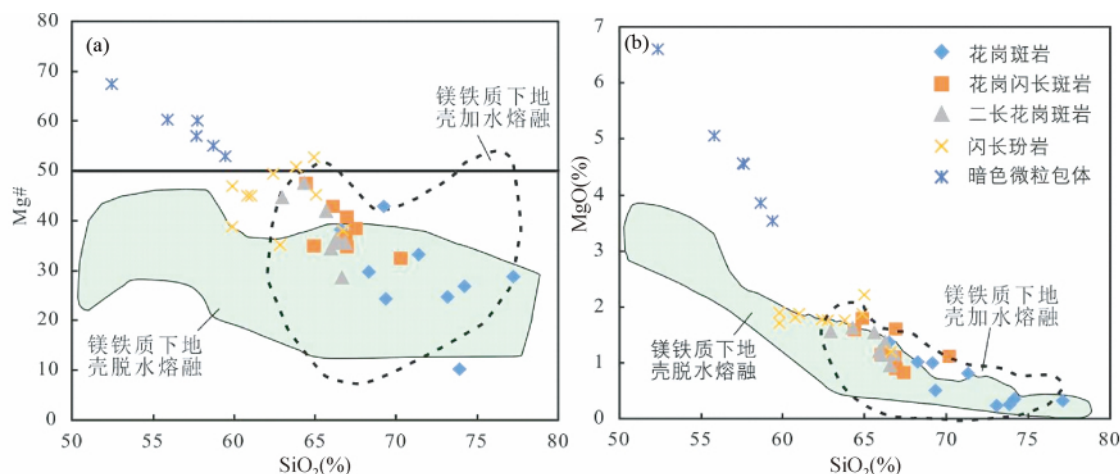 (a)
80
70
60
50
40
30
20
10
0
Mg#
镁铁质下地
壳加水熔融
镁铁质下地
壳脱水熔融
50 55 60 65 70 75 80
SiO₂(%)
(b)
7
6
5
4
3
2
1
0
MgO(%)
花岗斑岩
花岗闪长斑岩
二长花岗斑岩
闪长玢岩
暗色微粒包体
镁铁质下地
壳加水熔融
镁铁质下地
壳脱水熔融
50 55 60 65 70 75 80
SiO₂(%)